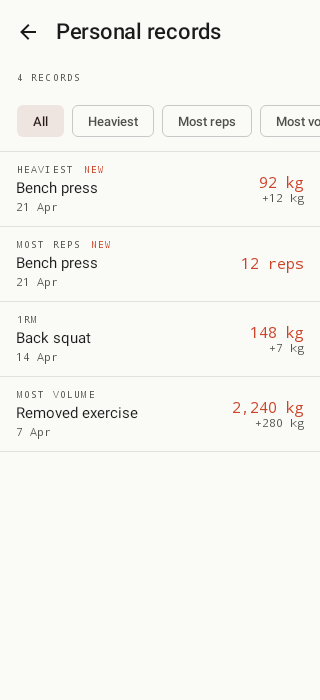 Personal records
4 RECORDS
All
Heaviest
Most reps
Most vo
HEAVIEST NEW
Bench press
21 Apr
92 kg
+12 kg
MOST REPS NEW
Bench press
21 Apr
12 reps
1RM
Back squat
14 Apr
148 kg
+7 kg
MOST VOLUME
Removed exercise
7 Apr
2,240 kg
+280 kg